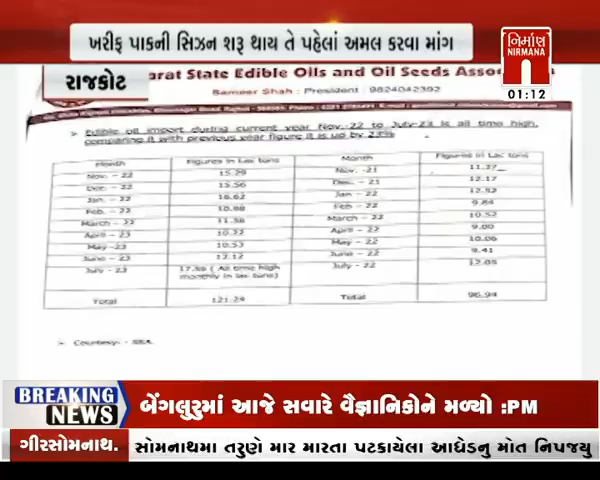 ખરીફ પાકની સિઝન શરૂ થાય તે પહેલાં અમલ કરવા માંગ
નિર્માણ
NIRMANA
01:12
રાજકોટ
arat State Edible Oils and Oil Seeds Asso
Sameer Shah : President : 9824042392
Edible oil import during current year Nov.-22 to July-23 is all time high,
comparing it with previous year figure it is up by 23%
Month Figures in Lac tons Month Figures in Lac tons
Nov. - 22 15.29 Nov. -21 11.37
Dec. - 22 15.56 Dec. - 21 12.17
Jan. - 22 16.62 Jan. - 22 12.52
Feb. - 22 10.88 Feb - 22 9.84
March - 23 11.38 March - 22 10.52
April - 23 10.22 April - 22 9.00
May -23 10.53 May - 22 10.06
June - 23 13.12 June - 22 9.41
July - 23 17.56 ( All time high July - 22 12.05
monthly in lac tons)
Total 121.24 Total 96.94
Courtesy: - SEA.
BREAKING
NEWS
બેંગલુરુમાં આજે સવારે વૈજ્ઞાનિકોને મળ્યો :PM
ગીરસોમનાથ.
સોમનાથમા તરુણે માર મારતા પટકાયેલા આધેડનુ મોત નિપજયુ